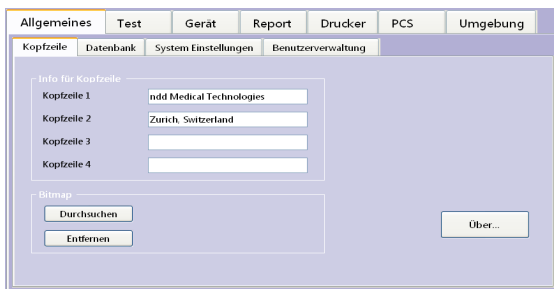 Allgemeines Test Gerät Report Drucker PCS Umgebung
Kopfzeile Datenbank System Einstellungen Benutzerverwaltung
Info für Kopfzeile
Kopfzeile 1 ndd Medical Technologies
Kopfzeile 2 Zurich, Switzerland
Kopfzeile 3
Kopfzeile 4
Bitmap
Durchsuchen
Über...
Entfernen